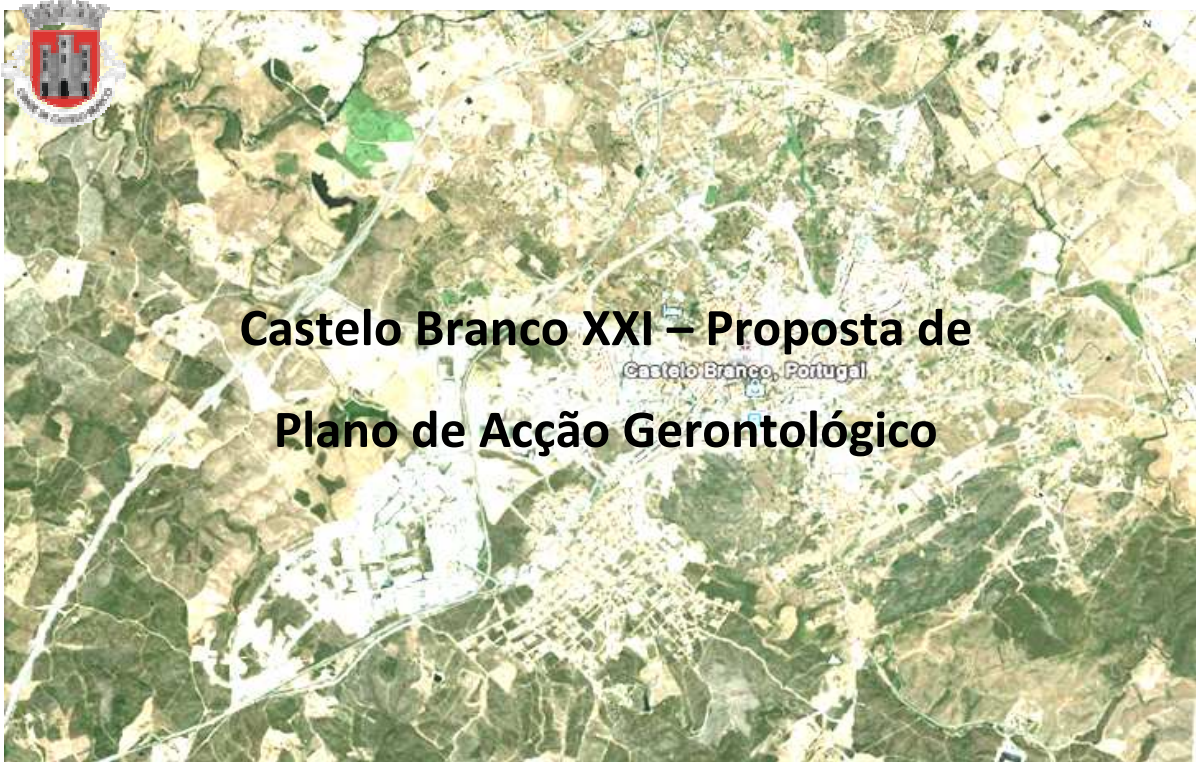 Castelo Branco XXI – Proposta de
Castelo Branco, Portugal
Plano de Acção Gerontológico
N